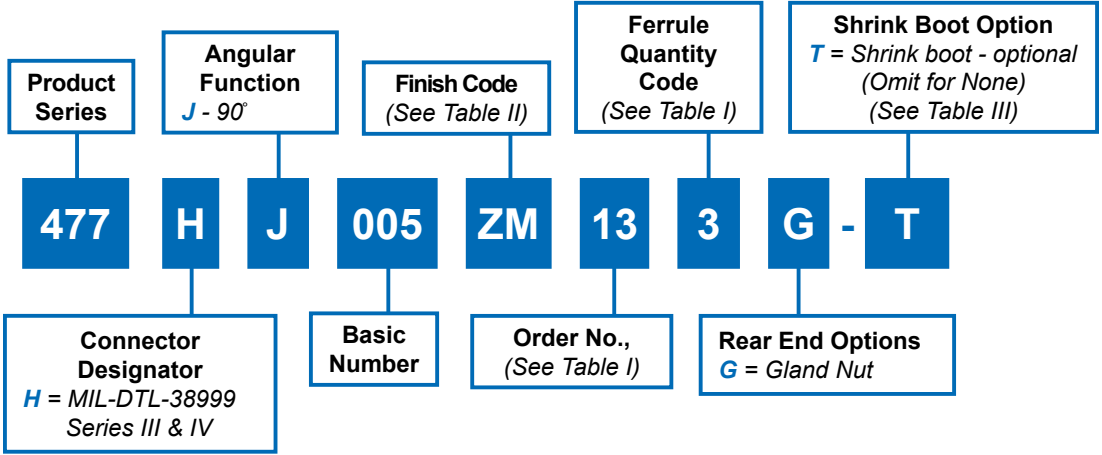 Product
Series
Angular
Function
J - 90˚
Finish Code
(See Table II)
Ferrule
Quantity
Code
(See Table I)
Shrink Boot Option
T = Shrink boot - optional
(Omit for None)
(See Table III)
477 H J 005 ZM 13 3 G - T
Connector
Designator
H = MIL-DTL-38999
Series III & IV
Basic
Number
Order No.,
(See Table I)
Rear End Options
G = Gland Nut